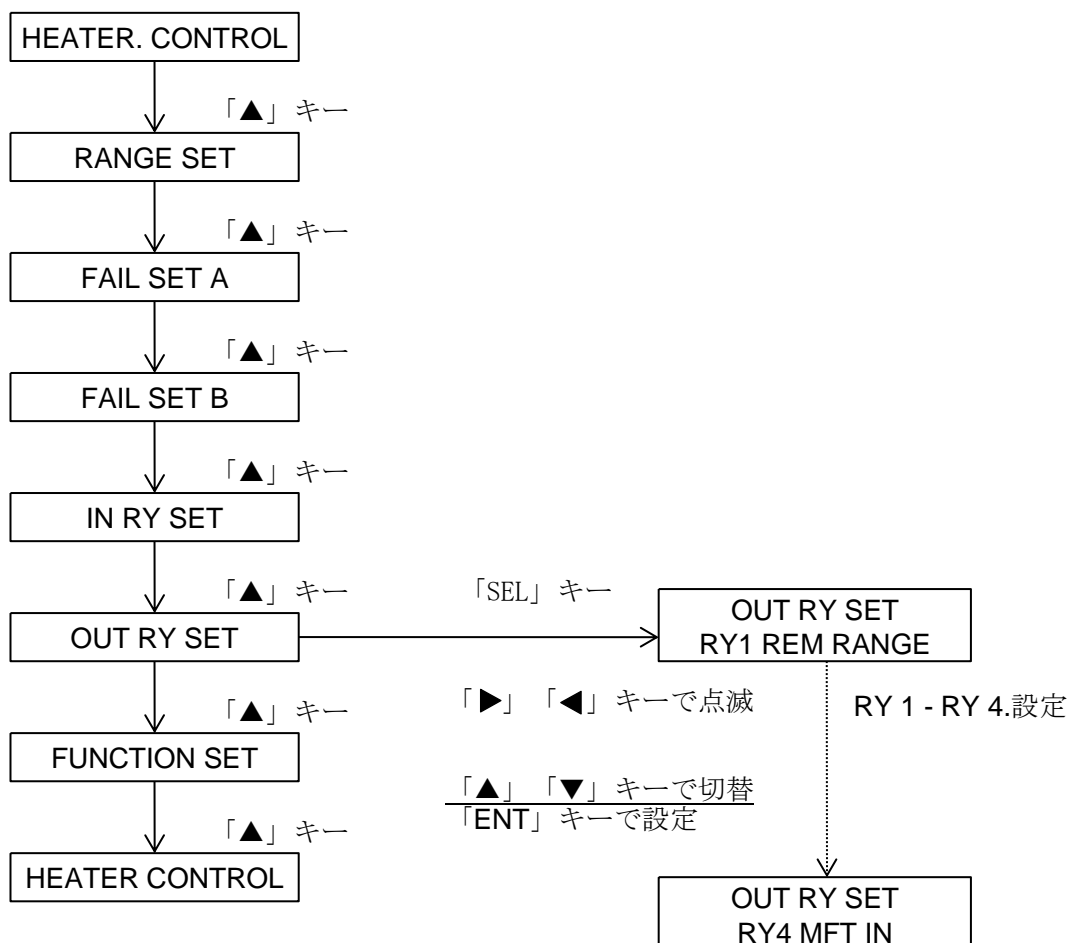 HEATER. CONTROL
「▲」キー
RANGE SET
「▲」キー
FAIL SET A
「▲」キー
FAIL SET B
「▲」キー
IN RY SET
「▲」キー
「SEL」キー
OUT RY SET
OUT RY SET
RY1 REM RANGE
「▲」キー
「▶」「◀」キーで点滅
RY 1 - RY 4.設定
FUNCTION SET
「▲」「▼」キーで切替
「ENT」キーで設定
「▲」キー
HEATER CONTROL
OUT RY SET
RY4 MFT IN